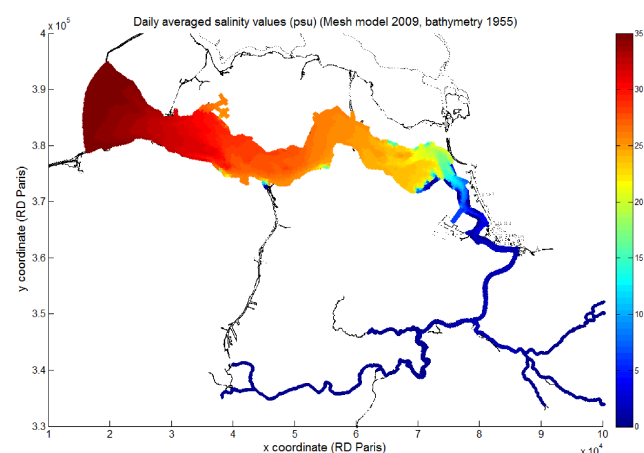 Daily averaged salinity values (psu) (Mesh model 2009, bathymetry 1955)
x 10^5
4
3.9
3.8
3.7
3.6
3.5
3.4
3.3
y coordinate (RD Paris)
1 2 3 4 5 6 7 8 9 10
x coordinate (RD Paris)
x 10^4
35
30
25
20
15
10
5
0